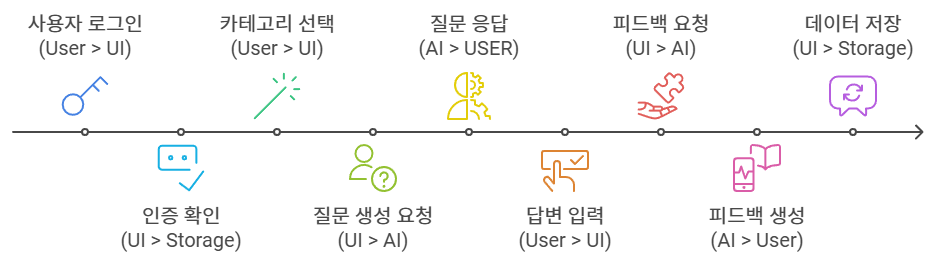 사용자 로그인
(User > UI)
카테고리 선택
(User > UI)
질문 응답
(AI > USER)
피드백 요청
(UI > AI)
데이터 저장
(UI > Storage)
인증 확인
(UI > Storage)
질문 생성 요청
(UI > AI)
답변 입력
(User > UI)
피드백 생성
(AI > User)